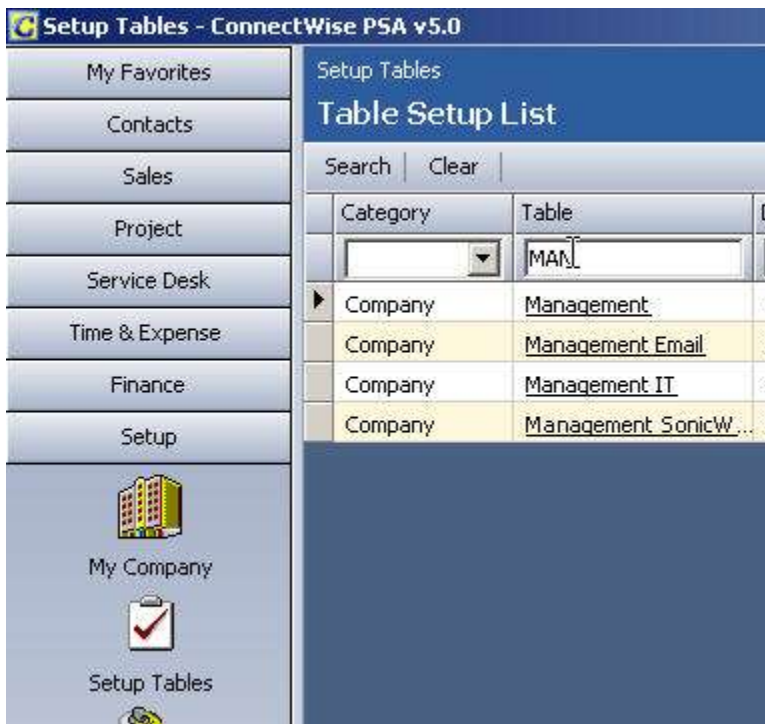 Setup Tables - ConnectWise PSA v5.0
My Favorites
Contacts
Sales
Project
Service Desk
Time & Expense
Finance
Setup
My Company
Setup Tables
Setup Tables
Table Setup List
Search | Clear |
Category Table
MAN
Company Management
Company Management Email
Company Management IT
Company Management SonicW...